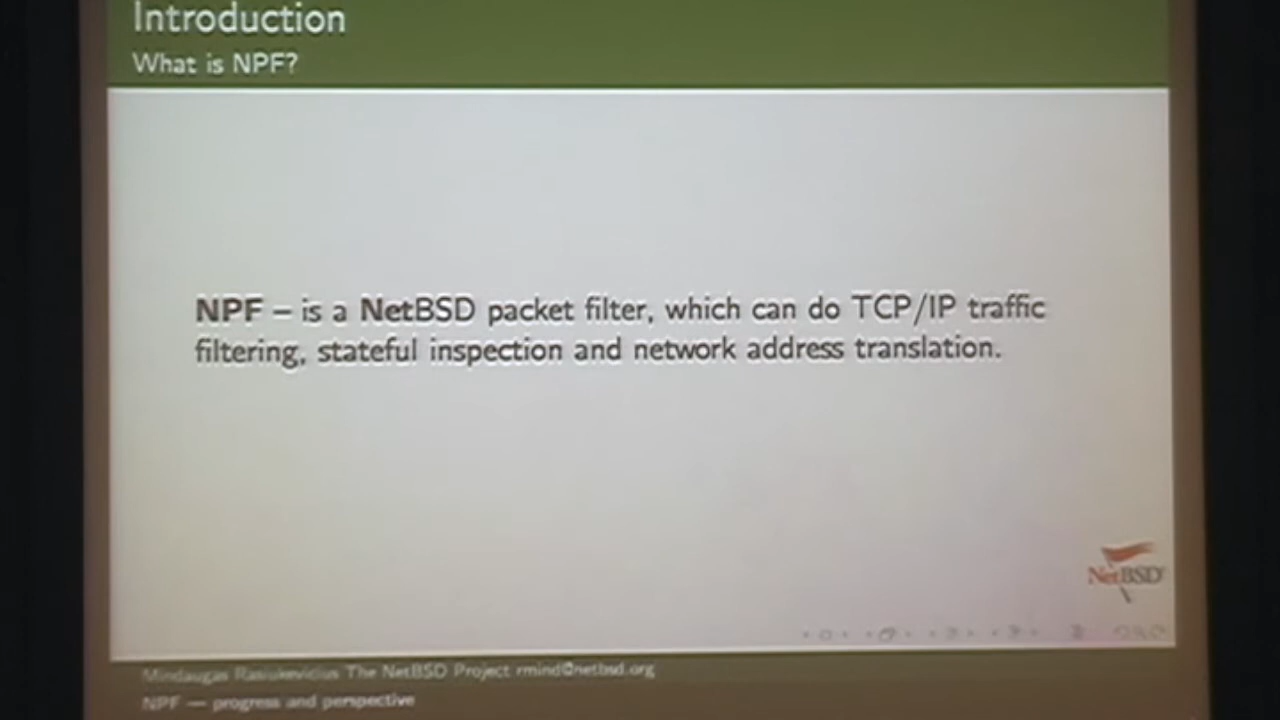 Introduction
What is NPF?
NPF – is a NetBSD packet filter, which can do TCP/IP traffic
filtering, stateful inspection and network address translation.
NetBSD
Mindaugas Rasiukevicius The NetBSD Project rmind@netbsd.org
NPF — progress and perspective